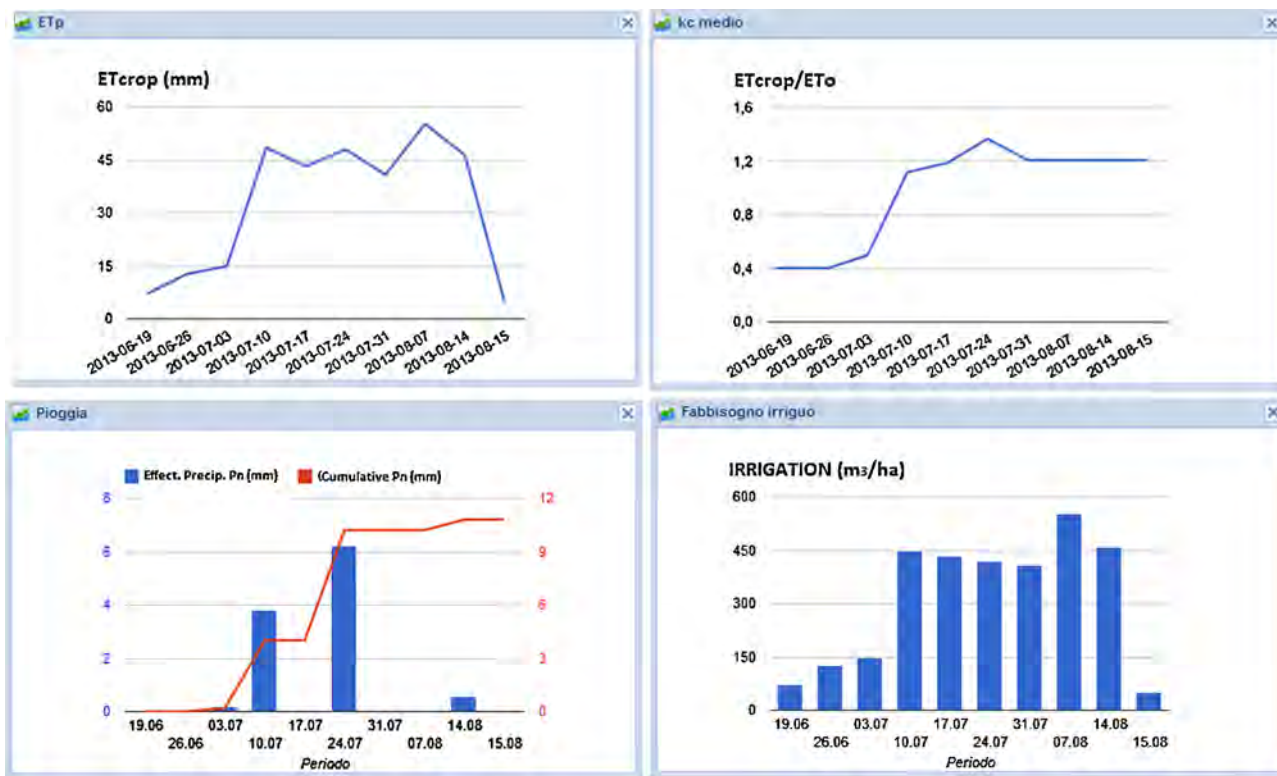 ETp
ETcrop (mm)
60
45
30
15
0
2013-06-19
2013-06-26
2013-07-03
2013-07-10
2013-07-17
2013-07-24
2013-07-31
2013-08-07
2013-08-14
2013-08-15
kc medio
ETcrop/ETo
1,6
1,2
0,8
0,4
0,0
2013-06-19
2013-06-26
2013-07-03
2013-07-10
2013-07-17
2013-07-24
2013-07-31
2013-08-07
2013-08-14
2013-08-15
Pioggia
Effect. Precip. Pn (mm) (Cumulative Pn (mm)
8 12
6 9
4 6
2 3
0 0
19.06 03.07 17.07 31.07 14.08
26.06 10.07 24.07 07.08 15.08
Periodo
Fabbisogno irriguo
IRRIGATION (m3/ha)
600
450
300
150
0
19.06 03.07 17.07 31.07 14.08
26.06 10.07 24.07 07.08 15.08
Periodo